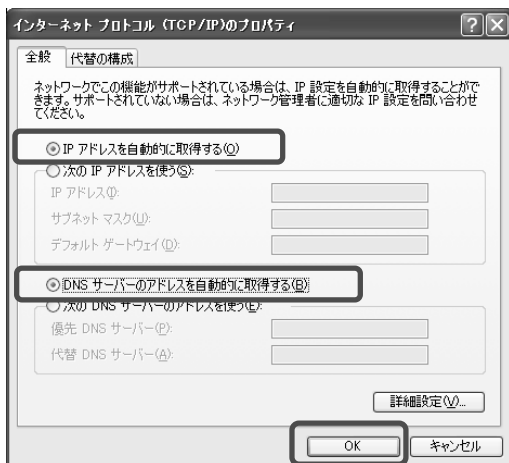 インターネット プロトコル (TCP/IP)のプロパティ
全般 代替の構成
ネットワークでこの機能がサポートされている場合は、IP 設定を自動的に取得することがで
きます。サポートされていない場合は、ネットワーク管理者に適切な IP 設定を問い合わせ
てください。
IP アドレスを自動的に取得する(O)
次の IP アドレスを使う(S):
IP アドレス(I):
サブネット マスク(U):
デフォルト ゲートウェイ(D):
DNS サーバーのアドレスを自動的に取得する(B)
次の DNS サーバーのアドレスを使う(E):
優先 DNS サーバー(P):
代替 DNS サーバー(A):
詳細設定(V)...
OK キャンセル